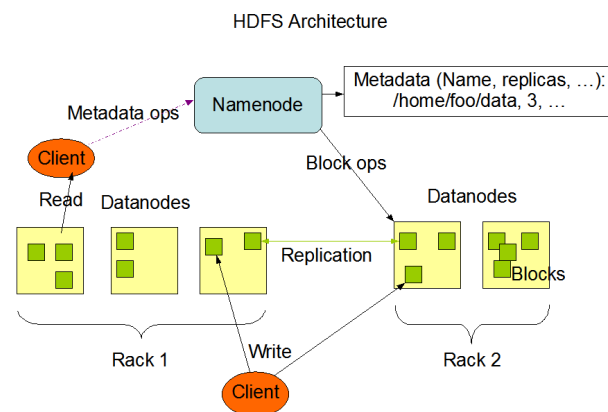 HDFS Architecture
Metadata (Name, replicas, …):
/home/foo/data, 3, …
Namenode
Metadata ops
Client
Block ops
Read
Datanodes
Datanodes
Replication
Blocks
Rack 1
Write
Rack 2
Client